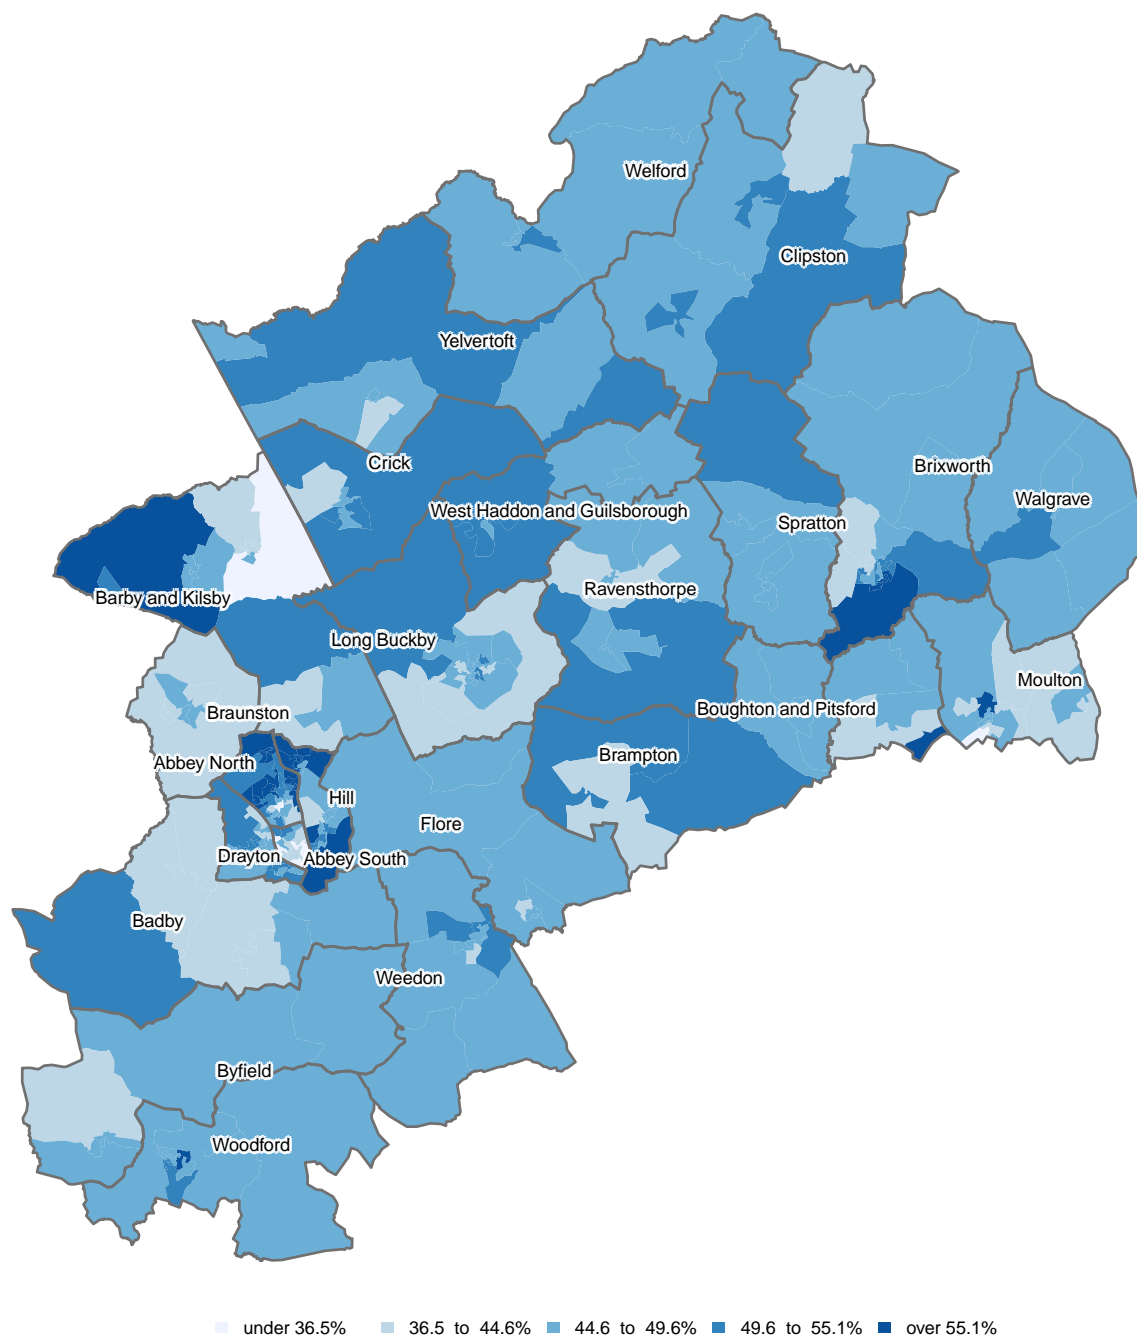 Welford
Clipston
Yelvertoft
Crick
Brixworth
Walgrave
West Haddon and Guilsborough
Spratton
Ravensthorpe
Barby and Kilsby
Long Buckby
Moulton
Braunston
Boughton and Pitsford
Abbey North
Brampton
Hill
Flore
Drayton
Abbey South
Badby
Weedon
Byfield
Woodford
under 36.5% 36.5 to 44.6% 44.6 to 49.6% 49.6 to 55.1% over 55.1%